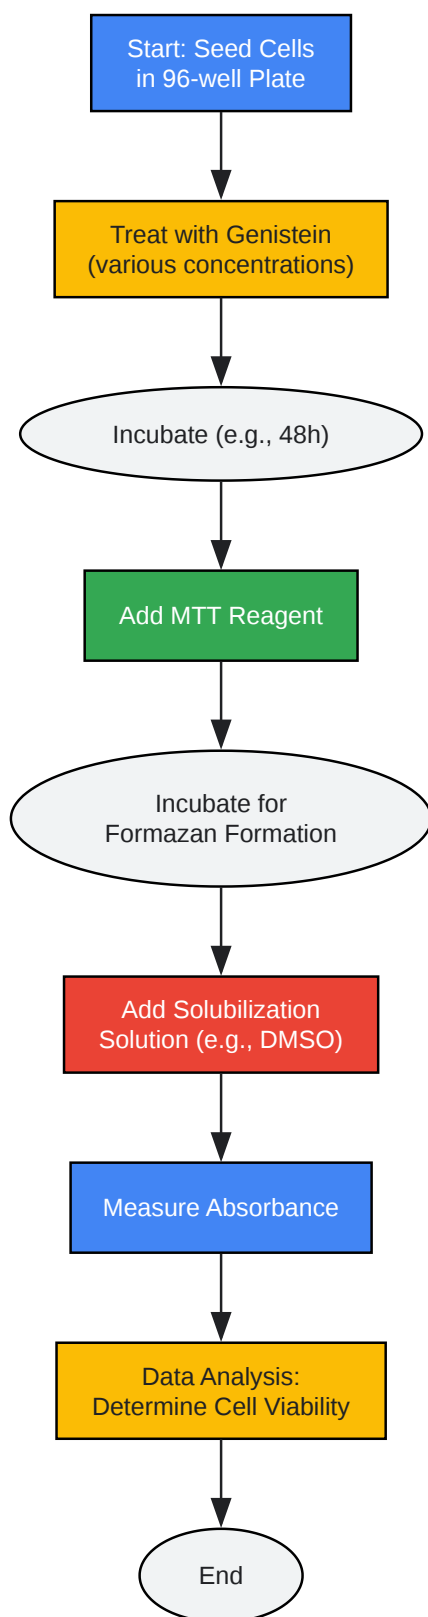 Start: Seed Cells
in 96-well Plate
Treat with Genistein
(various concentrations)
Incubate (e.g., 48h)
Add MTT Reagent
Incubate for
Formazan Formation
Add Solubilization
Solution (e.g., DMSO)
Measure Absorbance
Data Analysis:
Determine Cell Viability
End